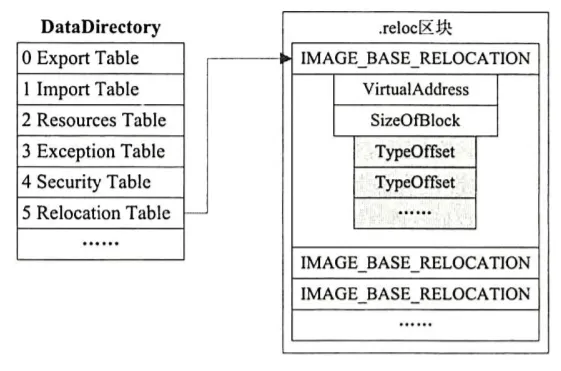 DataDirectory
0 Export Table
1 Import Table
2 Resources Table
3 Exception Table
4 Security Table
5 Relocation Table
······
.reloc区块
IMAGE_BASE_RELOCATION
VirtualAddress
SizeOfBlock
TypeOffset
TypeOffset
······
IMAGE_BASE_RELOCATION
IMAGE_BASE_RELOCATION
······